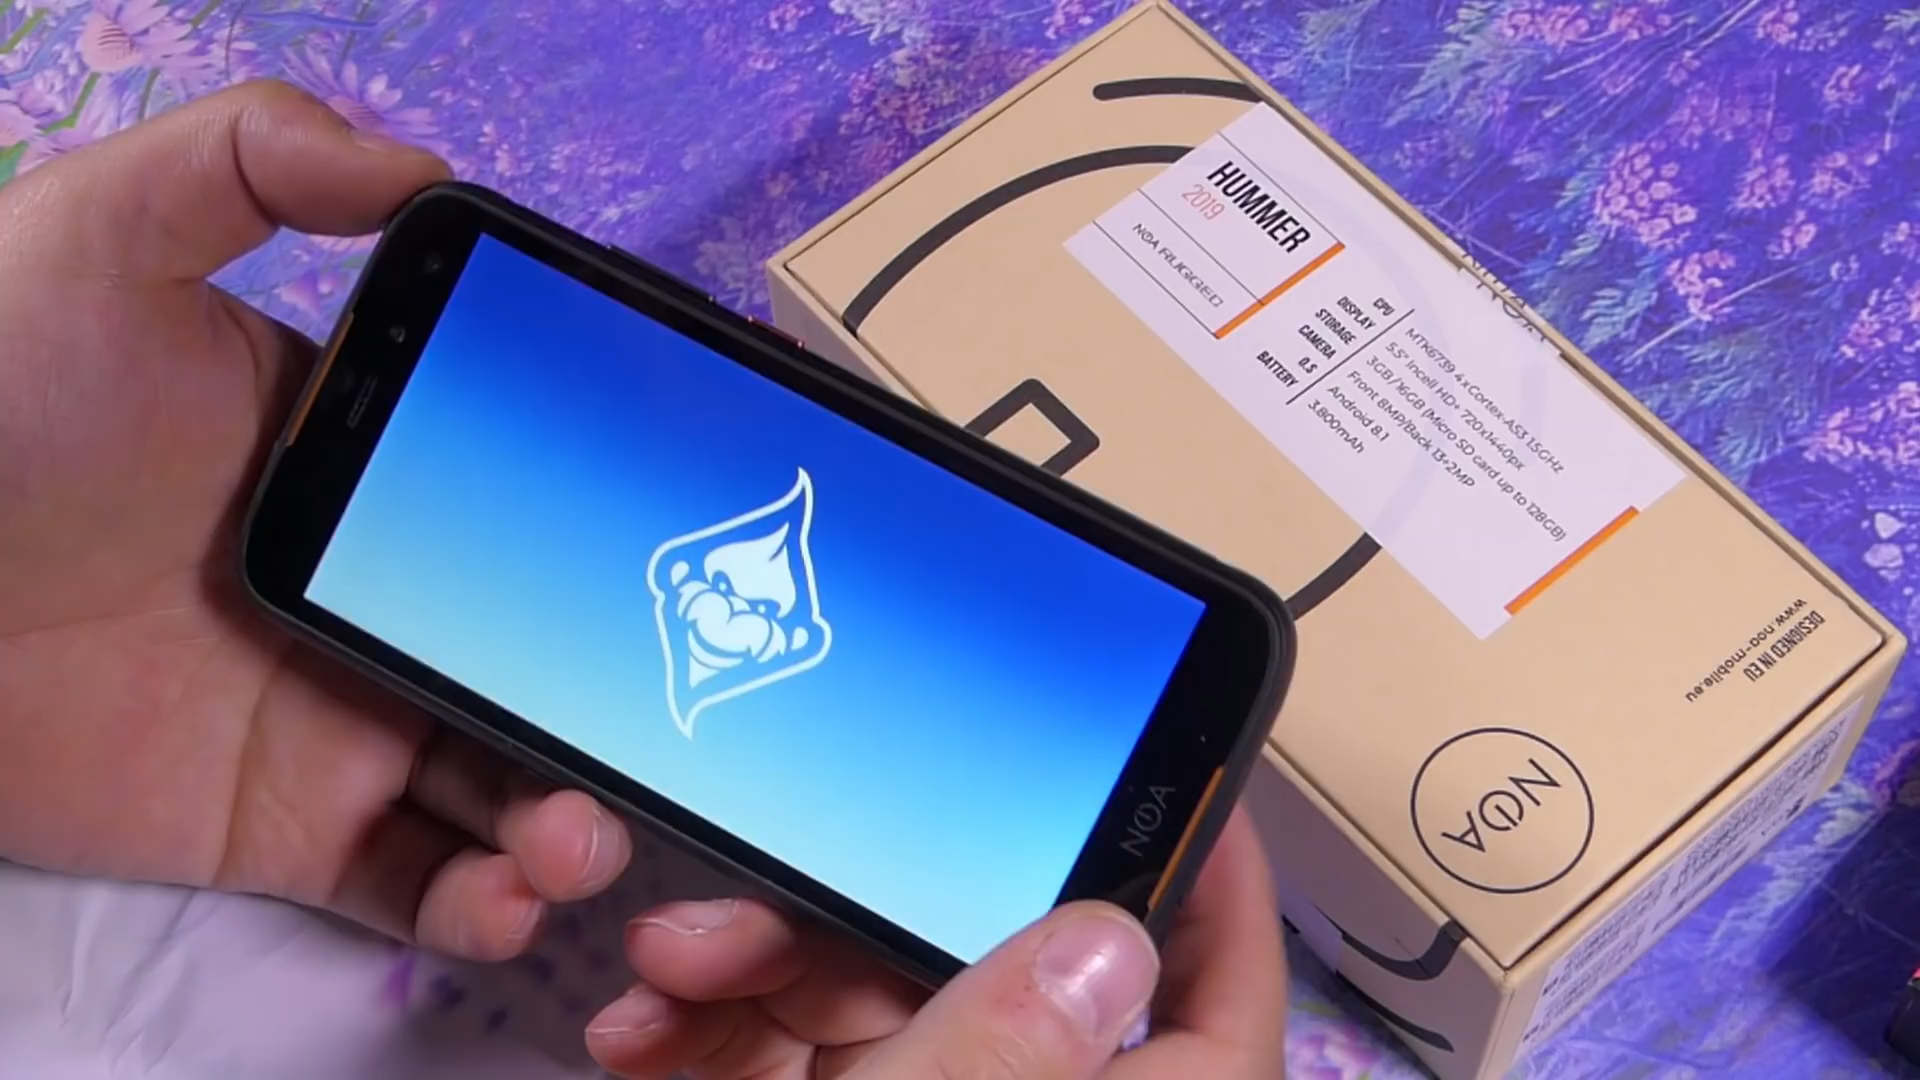 HUMMER
2019
NOA RUGGED
CPU
MTK6739 4xCortex-A53 1.5GHz
DISPLAY
5.5" Incell HD+ 720x1440px
STORAGE
3GB/16GB (Micro SD card up to 128GB)
CAMERA
Front 8MP/Back 13+2MP
O.S
Android 8.1
BATTERY
3.800mAh
DESIGNED IN EU
www.noa-mobile.eu
NOA
NOA